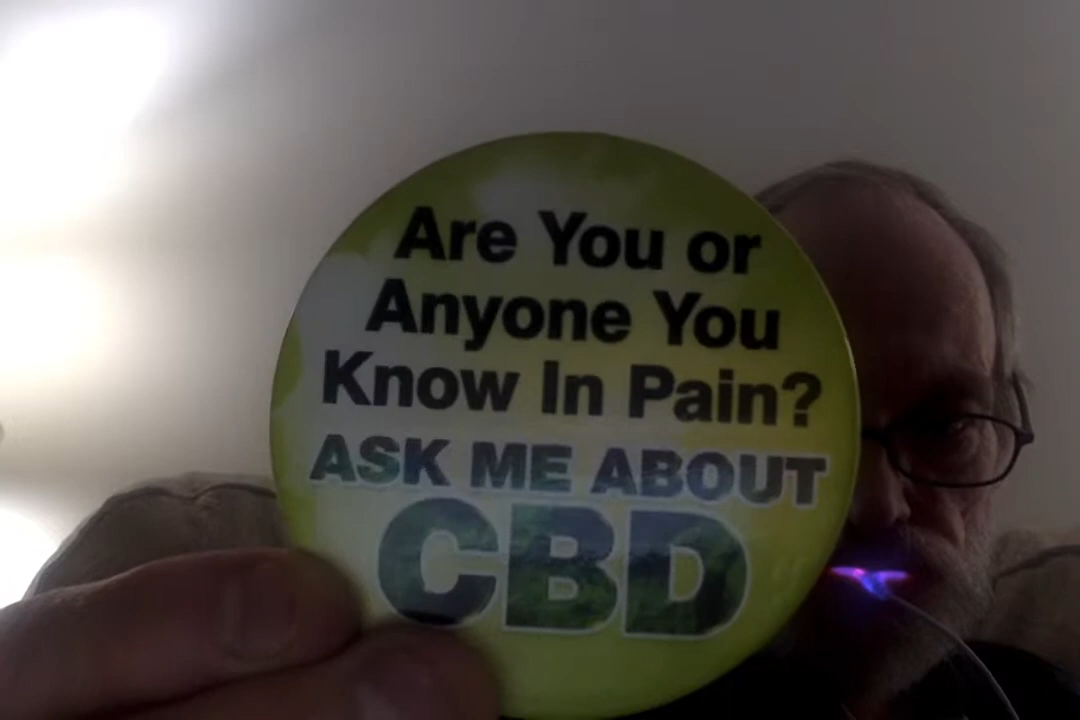 Are You or
Anyone You
Know In Pain?
ASK ME ABOUT
CBD